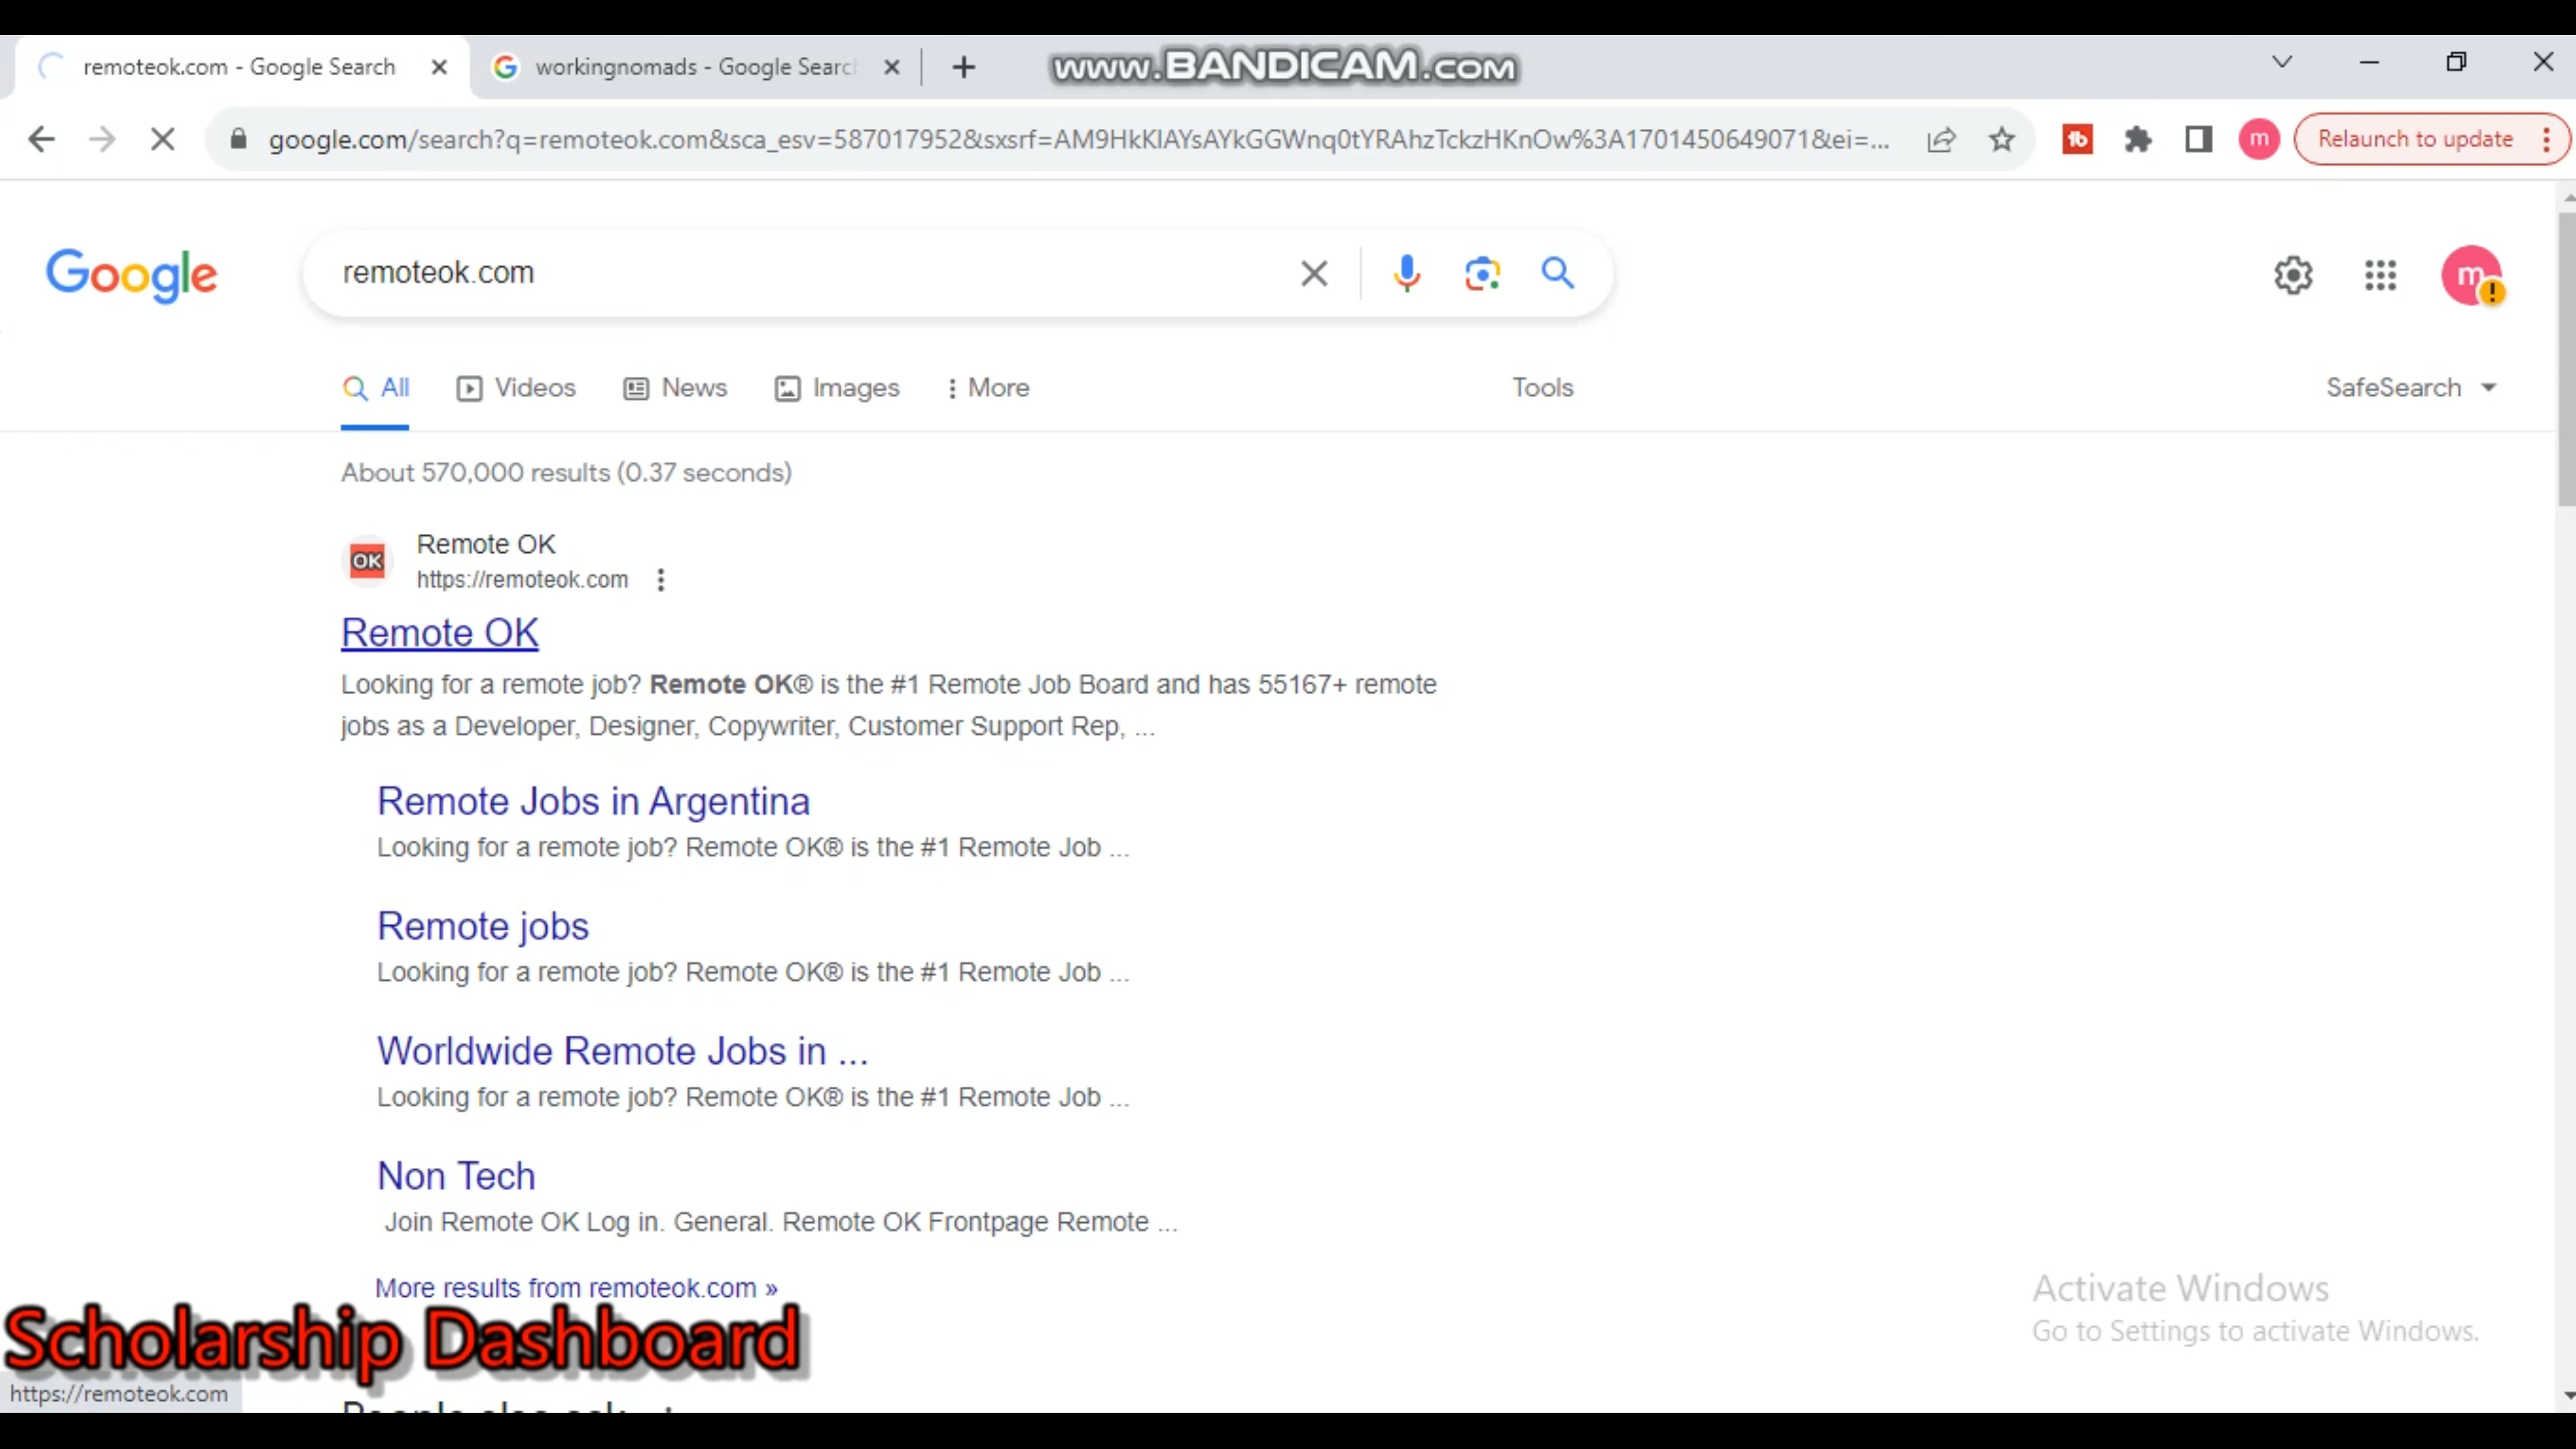 remoteok.com - Google Search
workingnomads - Google Searc
www.BANDICAM.com
google.com/search?q=remoteok.com&sca_esv=587017952&sxsrf=AM9HkKlAYsAYkGGWnq0tYRAhzTckzHKnOw%3A1701450649071&ei=...
Relaunch to update
Google
remoteok.com
All
Videos
News
Images
More
Tools
SafeSearch
About 570,000 results (0.37 seconds)
OK
Remote OK
https://remoteok.com
Remote OK
Looking for a remote job? Remote OK® is the #1 Remote Job Board and has 55167+ remote
jobs as a Developer, Designer, Copywriter, Customer Support Rep, ...
Remote Jobs in Argentina
Looking for a remote job? Remote OK® is the #1 Remote Job ...
Remote jobs
Looking for a remote job? Remote OK® is the #1 Remote Job ...
Worldwide Remote Jobs in ...
Looking for a remote job? Remote OK® is the #1 Remote Job ...
Non Tech
Join Remote OK Log in. General. Remote OK Frontpage Remote ...
More results from remoteok.com »
Scholarship Dashboard
https://remoteok.com
Activate Windows
Go to Settings to activate Windows.